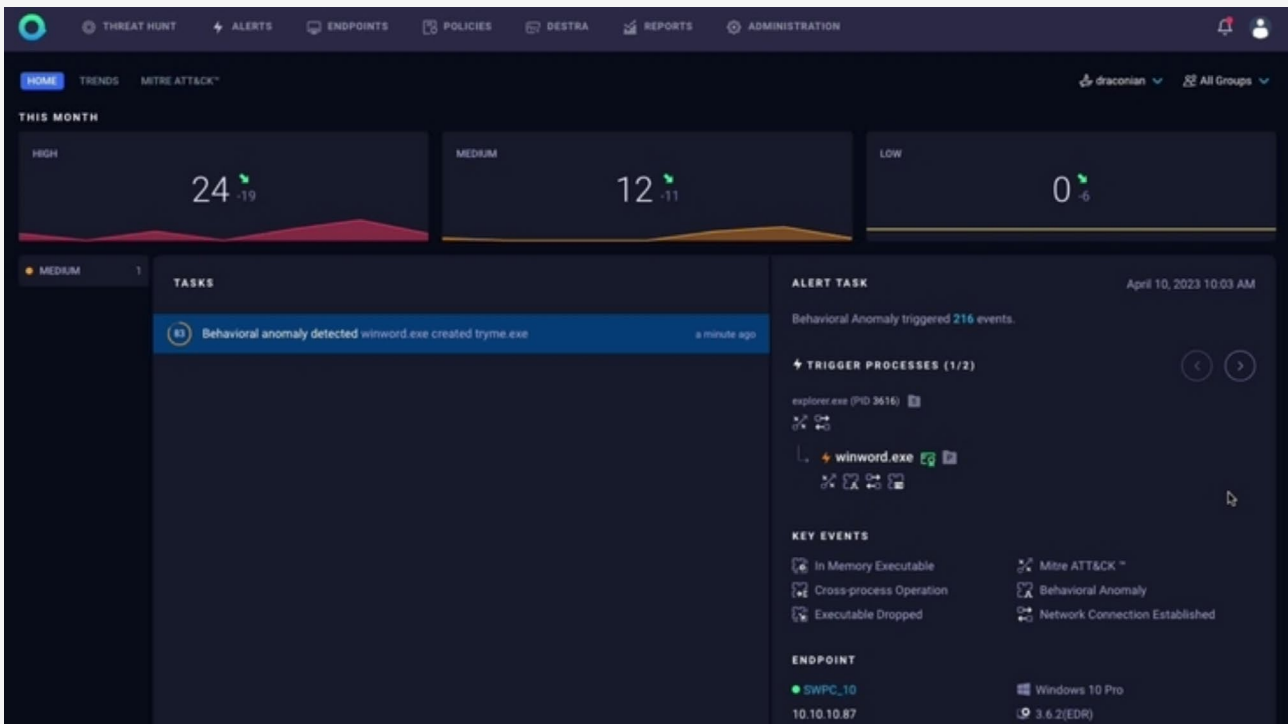 THREAT HUNT ALERTS ENDPOINTS POLICIES DESTRA REPORTS ADMINISTRATION
HOME TRENDS MITRE ATT&CK™ draconian All Groups
THIS MONTH
HIGH
24 -19
MEDIUM
12 -11
LOW
0 -6
MEDIUM 1
TASKS
83 Behavioral anomaly detected winword.exe created tryme.exe a minute ago
ALERT TASK April 10, 2023 10:03 AM
Behavioral Anomaly triggered 216 events.
TRIGGER PROCESSES (1/2)
explorer.exe (PID 3616)
winword.exe
KEY EVENTS
In Memory Executable Mitre ATT&CK ™
Cross-process Operation Behavioral Anomaly
Executable Dropped Network Connection Established
ENDPOINT
SWPC_10 Windows 10 Pro
10.10.10.87 3.6.2(EDR)